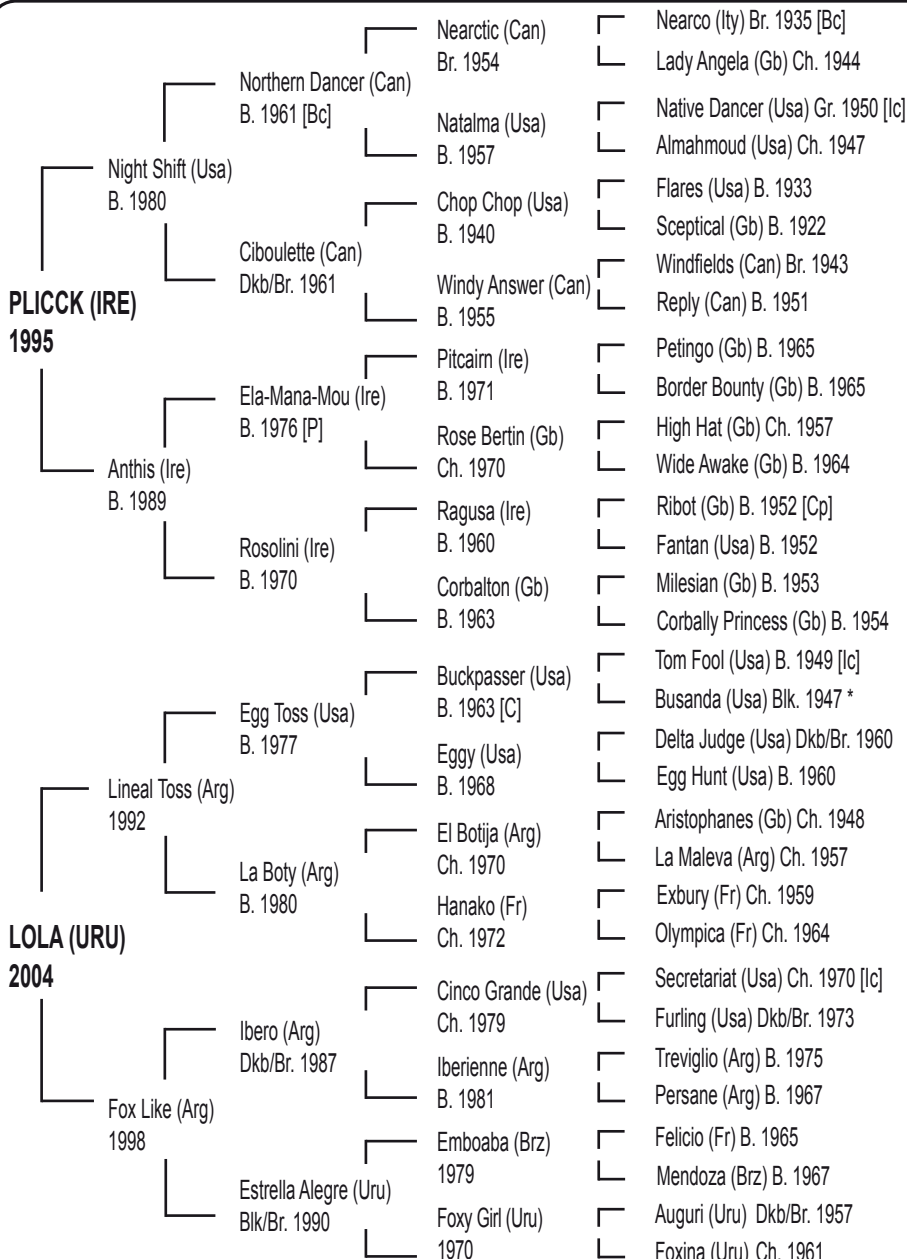 PLICCK (IRE)
1995
Night Shift (Usa)
B. 1980
Northern Dancer (Can)
B. 1961 [Bc]
Nearctic (Can)
Br. 1954
Nearco (Ity) Br. 1935 [Bc]
Lady Angela (Gb) Ch. 1944
Natalma (Usa)
B. 1957
Native Dancer (Usa) Gr. 1950 [Ic]
Almahmoud (Usa) Ch. 1947
Ciboulette (Can)
Dkb/Br. 1961
Chop Chop (Usa)
B. 1940
Flares (Usa) B. 1933
Sceptical (Gb) B. 1922
Windy Answer (Can)
B. 1955
Windfields (Can) Br. 1943
Reply (Can) B. 1951
Anthis (Ire)
B. 1989
Ela-Mana-Mou (Ire)
B. 1976 [P]
Pitcairn (Ire)
B. 1971
Petingo (Gb) B. 1965
Border Bounty (Gb) B. 1965
Rose Bertin (Gb)
Ch. 1970
High Hat (Gb) Ch. 1957
Wide Awake (Gb) B. 1964
Rosolini (Ire)
B. 1970
Ragusa (Ire)
B. 1960
Ribot (Gb) B. 1952 [Cp]
Fantan (Usa) B. 1952
Corbalton (Gb)
B. 1963
Milesian (Gb) B. 1953
Corbally Princess (Gb) B. 1954
LOLA (URU)
2004
Lineal Toss (Arg)
1992
Egg Toss (Usa)
B. 1977
Buckpasser (Usa)
B. 1963 [C]
Tom Fool (Usa) B. 1949 [Ic]
Busanda (Usa) Blk. 1947 *
Eggy (Usa)
B. 1968
Delta Judge (Usa) Dkb/Br. 1960
Egg Hunt (Usa) B. 1960
La Boty (Arg)
B. 1980
El Botija (Arg)
Ch. 1970
Aristophanes (Gb) Ch. 1948
La Maleva (Arg) Ch. 1957
Hanako (Fr)
Ch. 1972
Exbury (Fr) Ch. 1959
Olympica (Fr) Ch. 1964
Fox Like (Arg)
1998
Ibero (Arg)
Dkb/Br. 1987
Cinco Grande (Usa)
Ch. 1979
Secretariat (Usa) Ch. 1970 [Ic]
Furling (Usa) Dkb/Br. 1973
Iberienne (Arg)
B. 1981
Treviglio (Arg) B. 1975
Persane (Arg) B. 1967
Estrella Alegre (Uru)
Blk/Br. 1990
Emboaba (Brz)
1979
Felicio (Fr) B. 1965
Mendoza (Brz) B. 1967
Foxy Girl (Uru)
1970
Auguri (Uru) Dkb/Br. 1957
Foxina (Uru) Ch. 1961